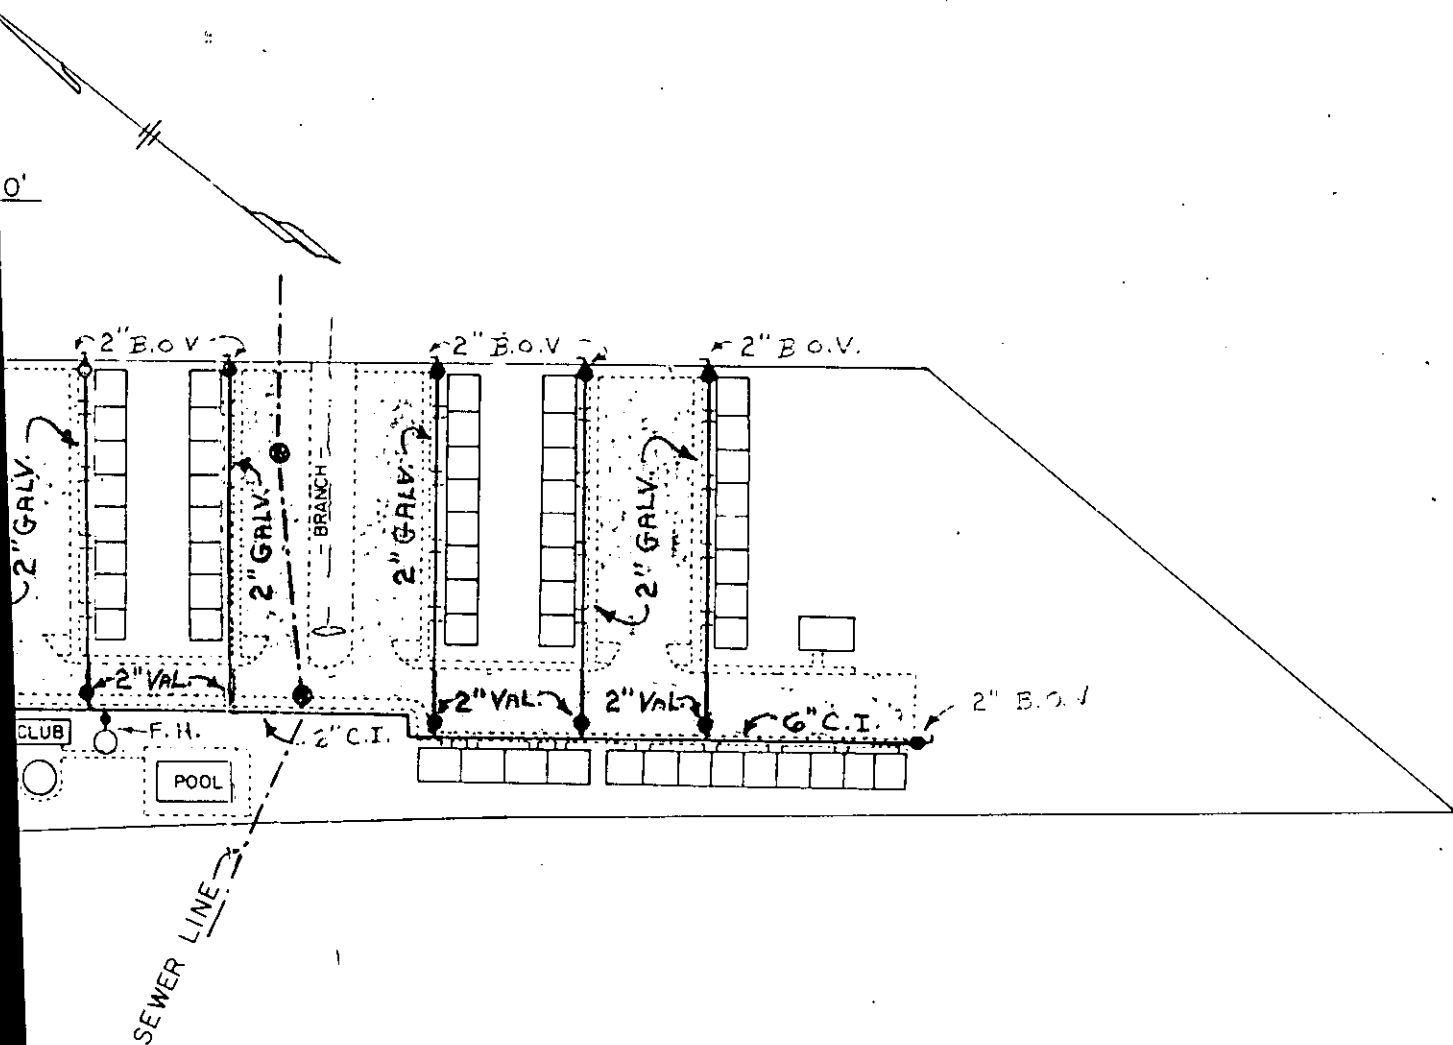 0'
2" B.O.V
2" B.O.V
2" B O.V.
2" GALV.
2" GALV.
BRANCH
2" GALV.
2" GALV.
2" VAL.
2" VAL.
2" VAL.
2" B.O.V
CLUB
F.H.
2" C.I.
6" C.I.
POOL
SEWER LINE